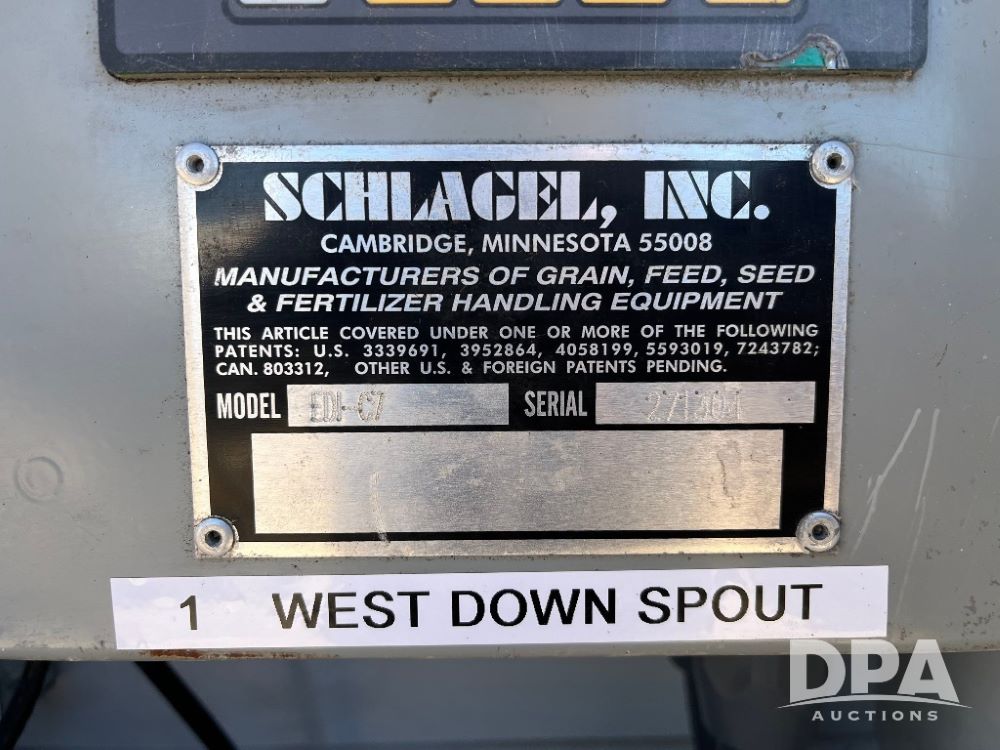 SCHLAGEL, INC.
CAMBRIDGE, MINNESOTA 55008
MANUFACTURERS OF GRAIN, FEED, SEED
& FERTILIZER HANDLING EQUIPMENT
THIS ARTICLE COVERED UNDER ONE OR MORE OF THE FOLLOWING
PATENTS: U.S. 3339691, 3952864, 4058199, 5593019, 7243782;
CAN. 803312, OTHER U.S. & FOREIGN PATENTS PENDING.
MODEL SERIAL
1 WEST DOWN SPOUT
DPA
AUCTIONS